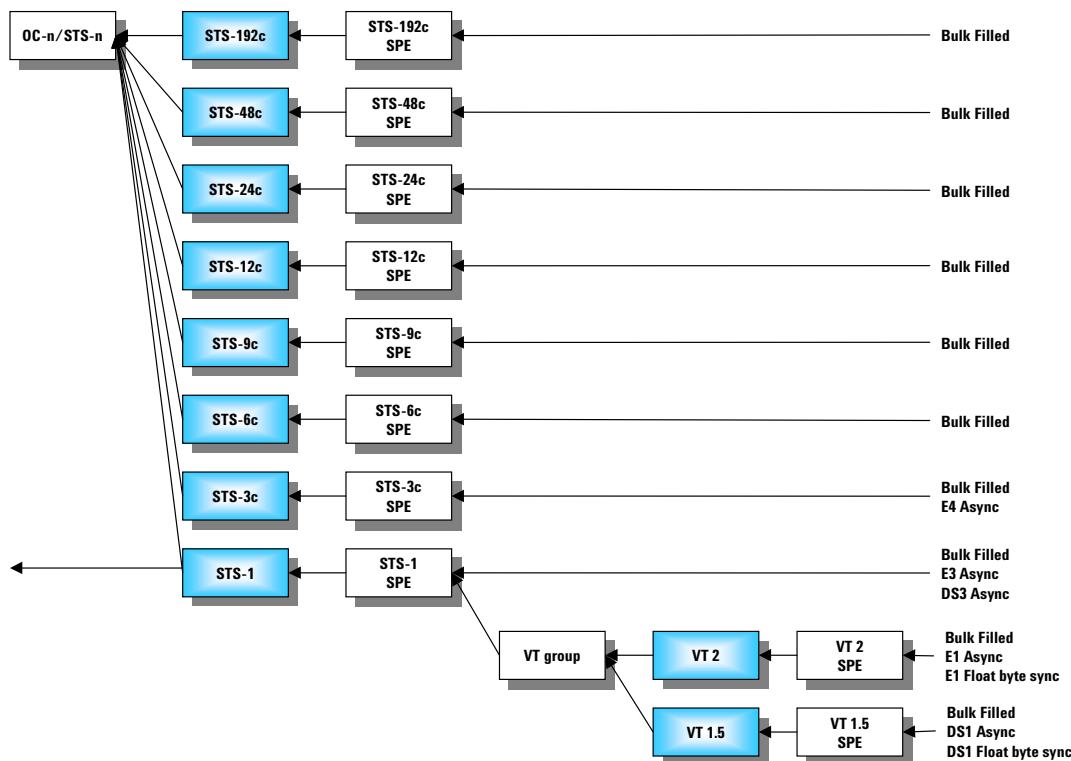 OC-n/STS-n
STS-192c
STS-192c
SPE
Bulk Filled
STS-48c
STS-48c
SPE
Bulk Filled
STS-24c
STS-24c
SPE
Bulk Filled
STS-12c
STS-12c
SPE
Bulk Filled
STS-9c
STS-9c
SPE
Bulk Filled
STS-6c
STS-6c
SPE
Bulk Filled
STS-3c
STS-3c
SPE
Bulk Filled
E4 Async
STS-1
STS-1
SPE
Bulk Filled
E3 Async
DS3 Async
VT group
VT 2
VT 2
SPE
Bulk Filled
E1 Async
E1 Float byte sync
VT 1.5
VT 1.5
SPE
Bulk Filled
DS1 Async
DS1 Float byte sync